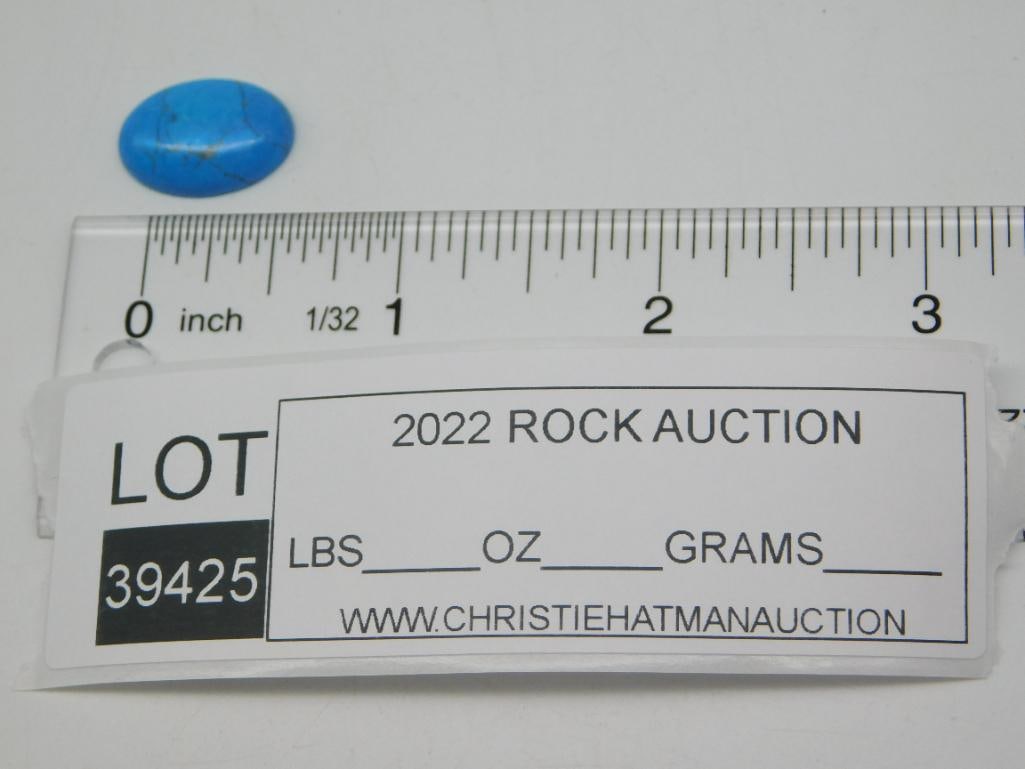 0 inch 1/32 1 2 3
LOT
39425
2022 ROCK AUCTION
LBS_____OZ_____GRAMS_____
WWW.CHRISTIEHATMANAUCTION